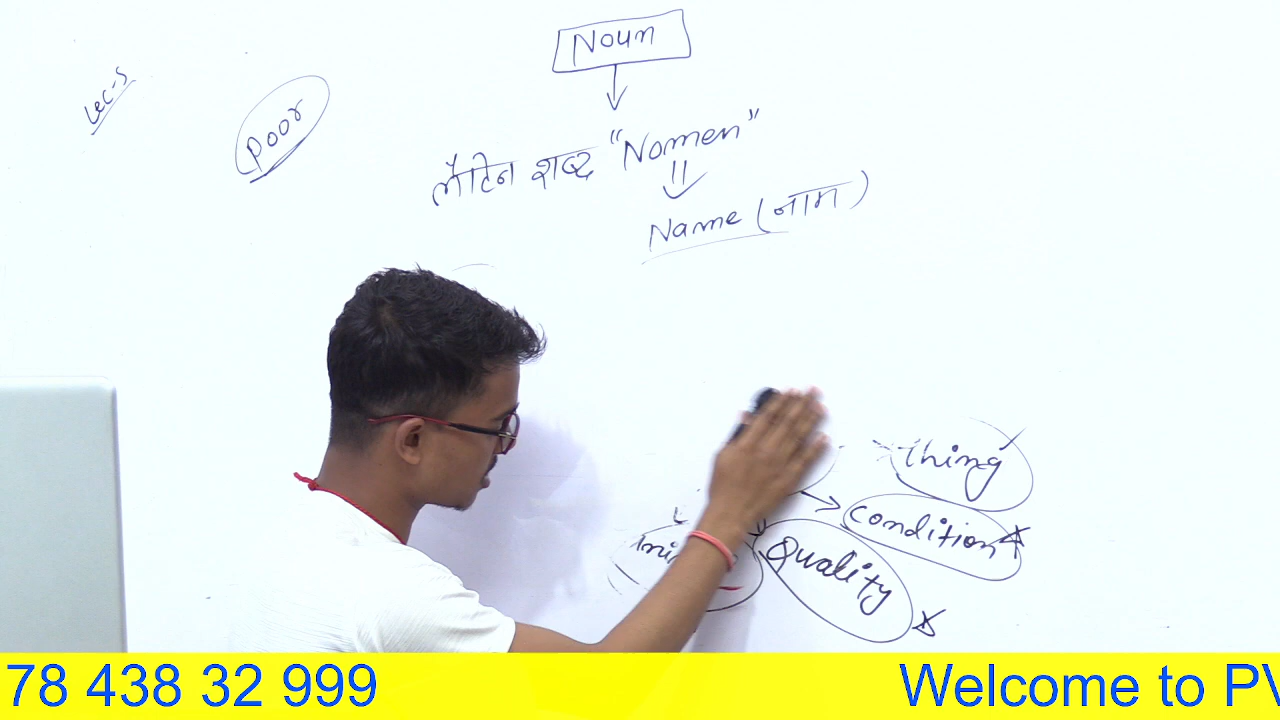 Noun
Lec-5
Poor
लैटिन शब्द "Nomen"
Name (नाम)
Thing
Condition
Quality
78 438 32 999
Welcome to PV